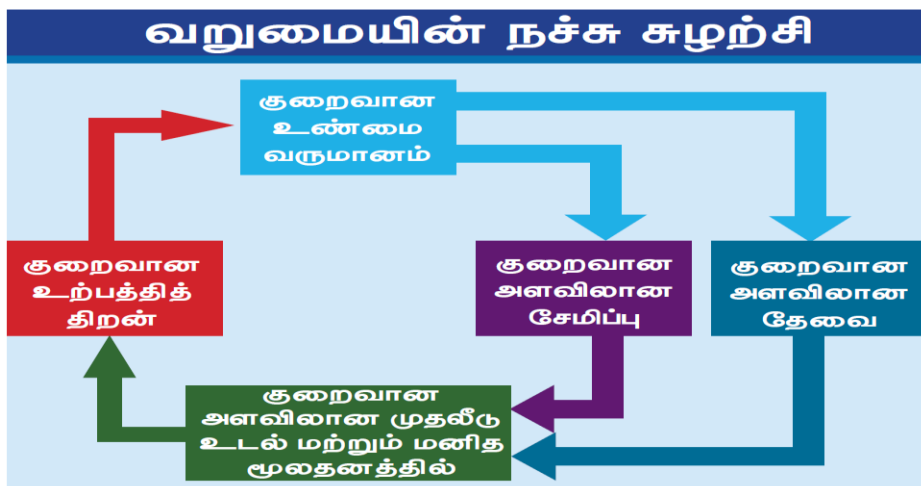 வறுமையின் நச்சு சுழற்சி
குறைவான
உண்மை
வருமானம்
குறைவான
உற்பத்தித்
திறன்
குறைவான
அளவிலான
சேமிப்பு
குறைவான
அளவிலான
தேவை
குறைவான
அளவிலான முதலீடு
உடல் மற்றும் மனித
மூலதனத்தில்